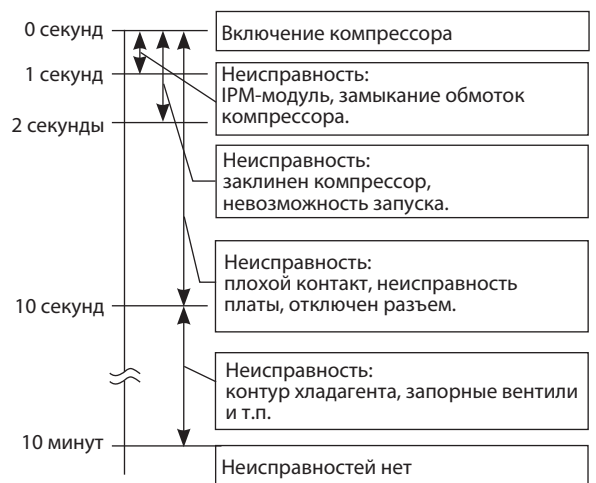 0 секунд
Включение компрессора
1 секунд
Неисправность:
IPM-модуль, замыкание обмоток
компрессора.
2 секунды
Неисправность:
заклинен компрессор,
невозможность запуска.
Неисправность:
плохой контакт, неисправность
платы, отключен разъем.
10 секунд
Неисправность:
контур хладагента, запорные вентили
и т.п.
10 минут
Неисправностей нет